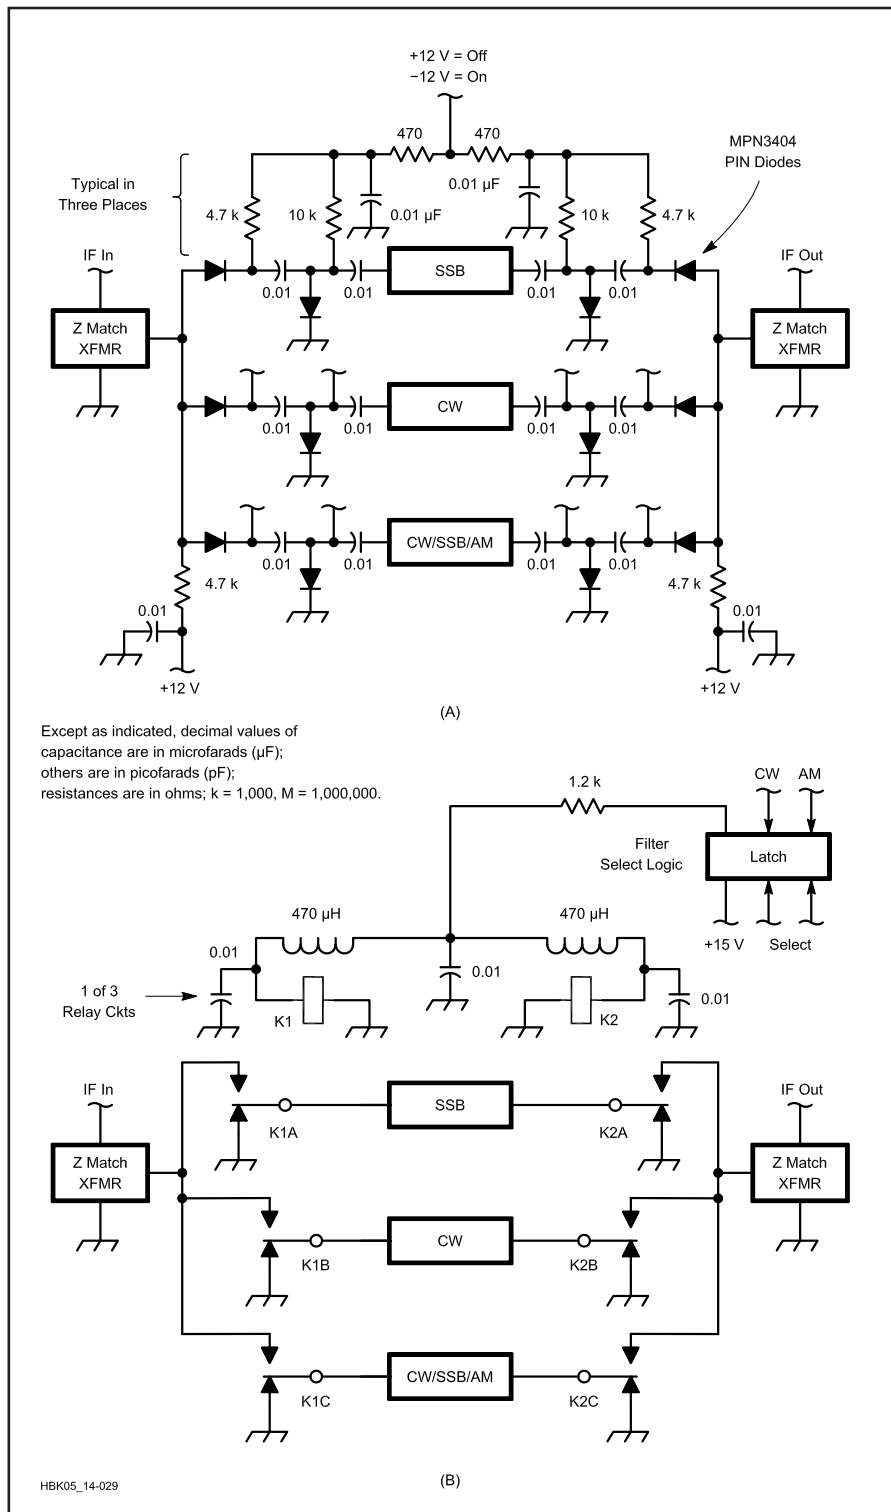 +12 V = Off
−12 V = On
470
470
MPN3404
PIN Diodes
Typical in
Three Places
0.01 µF
4.7 k
10 k
0.01 µF
10 k
4.7 k
IF In
SSB
IF Out
0.01
0.01
0.01
0.01
Z Match
XFMR
Z Match
XFMR
CW
0.01
0.01
0.01
0.01
CW/SSB/AM
0.01
0.01
0.01
0.01
4.7 k
4.7 k
0.01
0.01
+12 V
+12 V
(A)
Except as indicated, decimal values of
capacitance are in microfarads (µF);
others are in picofarads (pF);
resistances are in ohms; k = 1,000, M = 1,000,000.
1.2 k
CW
AM
Filter
Select Logic
Latch
470 µH
470 µH
+15 V
Select
0.01
0.01
0.01
1 of 3
Relay Ckts
K1
K2
IF In
SSB
IF Out
K1A
K2A
Z Match
XFMR
Z Match
XFMR
CW
K1B
K2B
CW/SSB/AM
K1C
K2C
HBK05_14-029
(B)